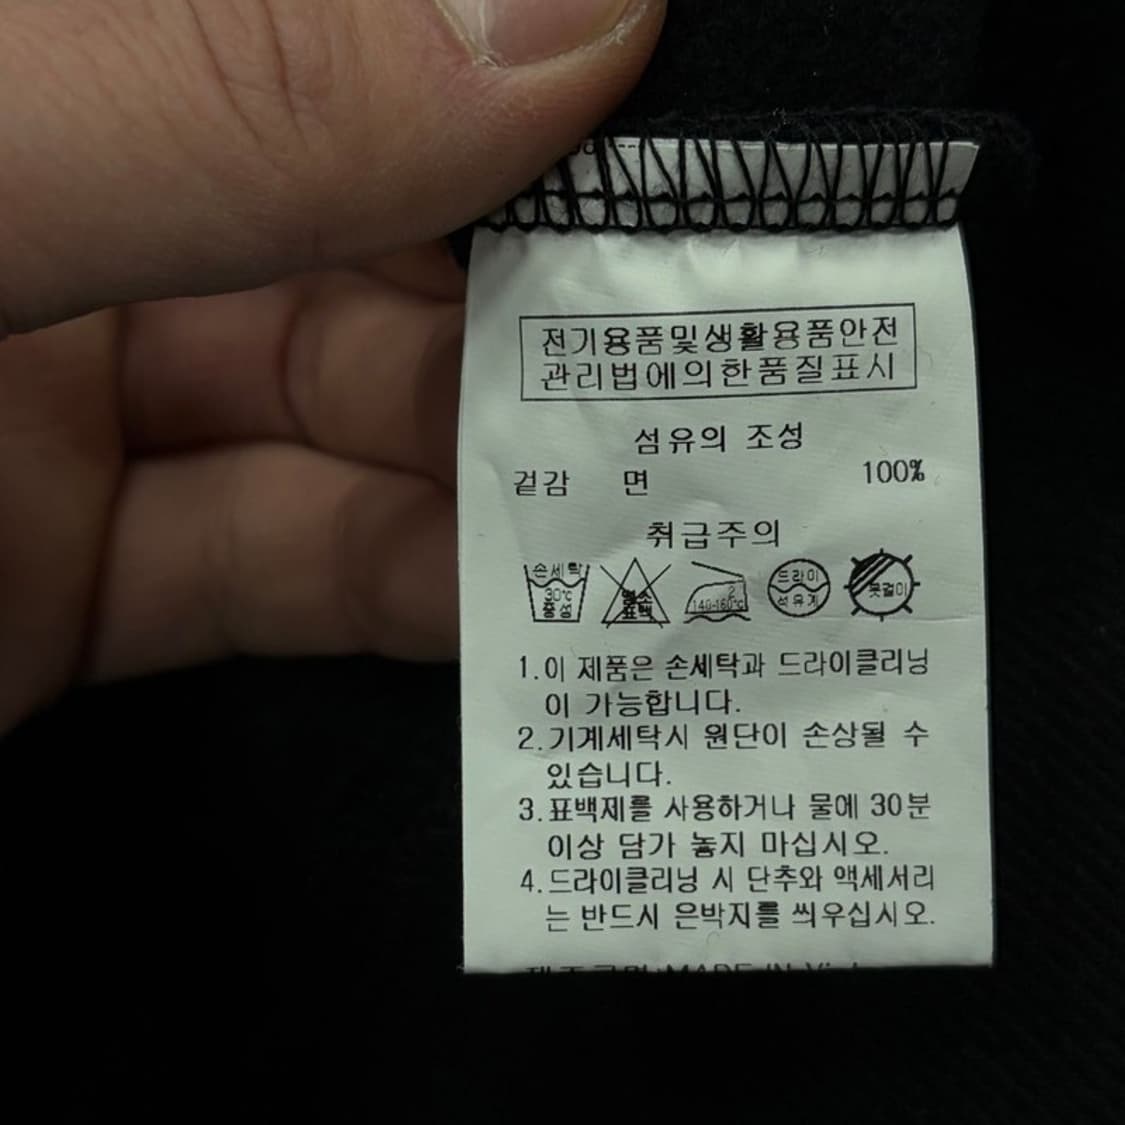 전기용품및생활용품안전
관리법에의한품질표시
섬유의 조성
겉감 면 100%
취급주의
손세탁
30℃
중성
염소
표백
2
140-160℃
드라이
석유계
옷걸이
1.이 제품은 손세탁과 드라이클리닝
이 가능합니다.
2.기계세탁시 원단이 손상될 수
있습니다.
3.표백제를 사용하거나 물에 30분
이상 담가 놓지 마십시오.
4.드라이클리닝 시 단추와 액세서리
는 반드시 은박지를 씌우십시오.
MADE IN